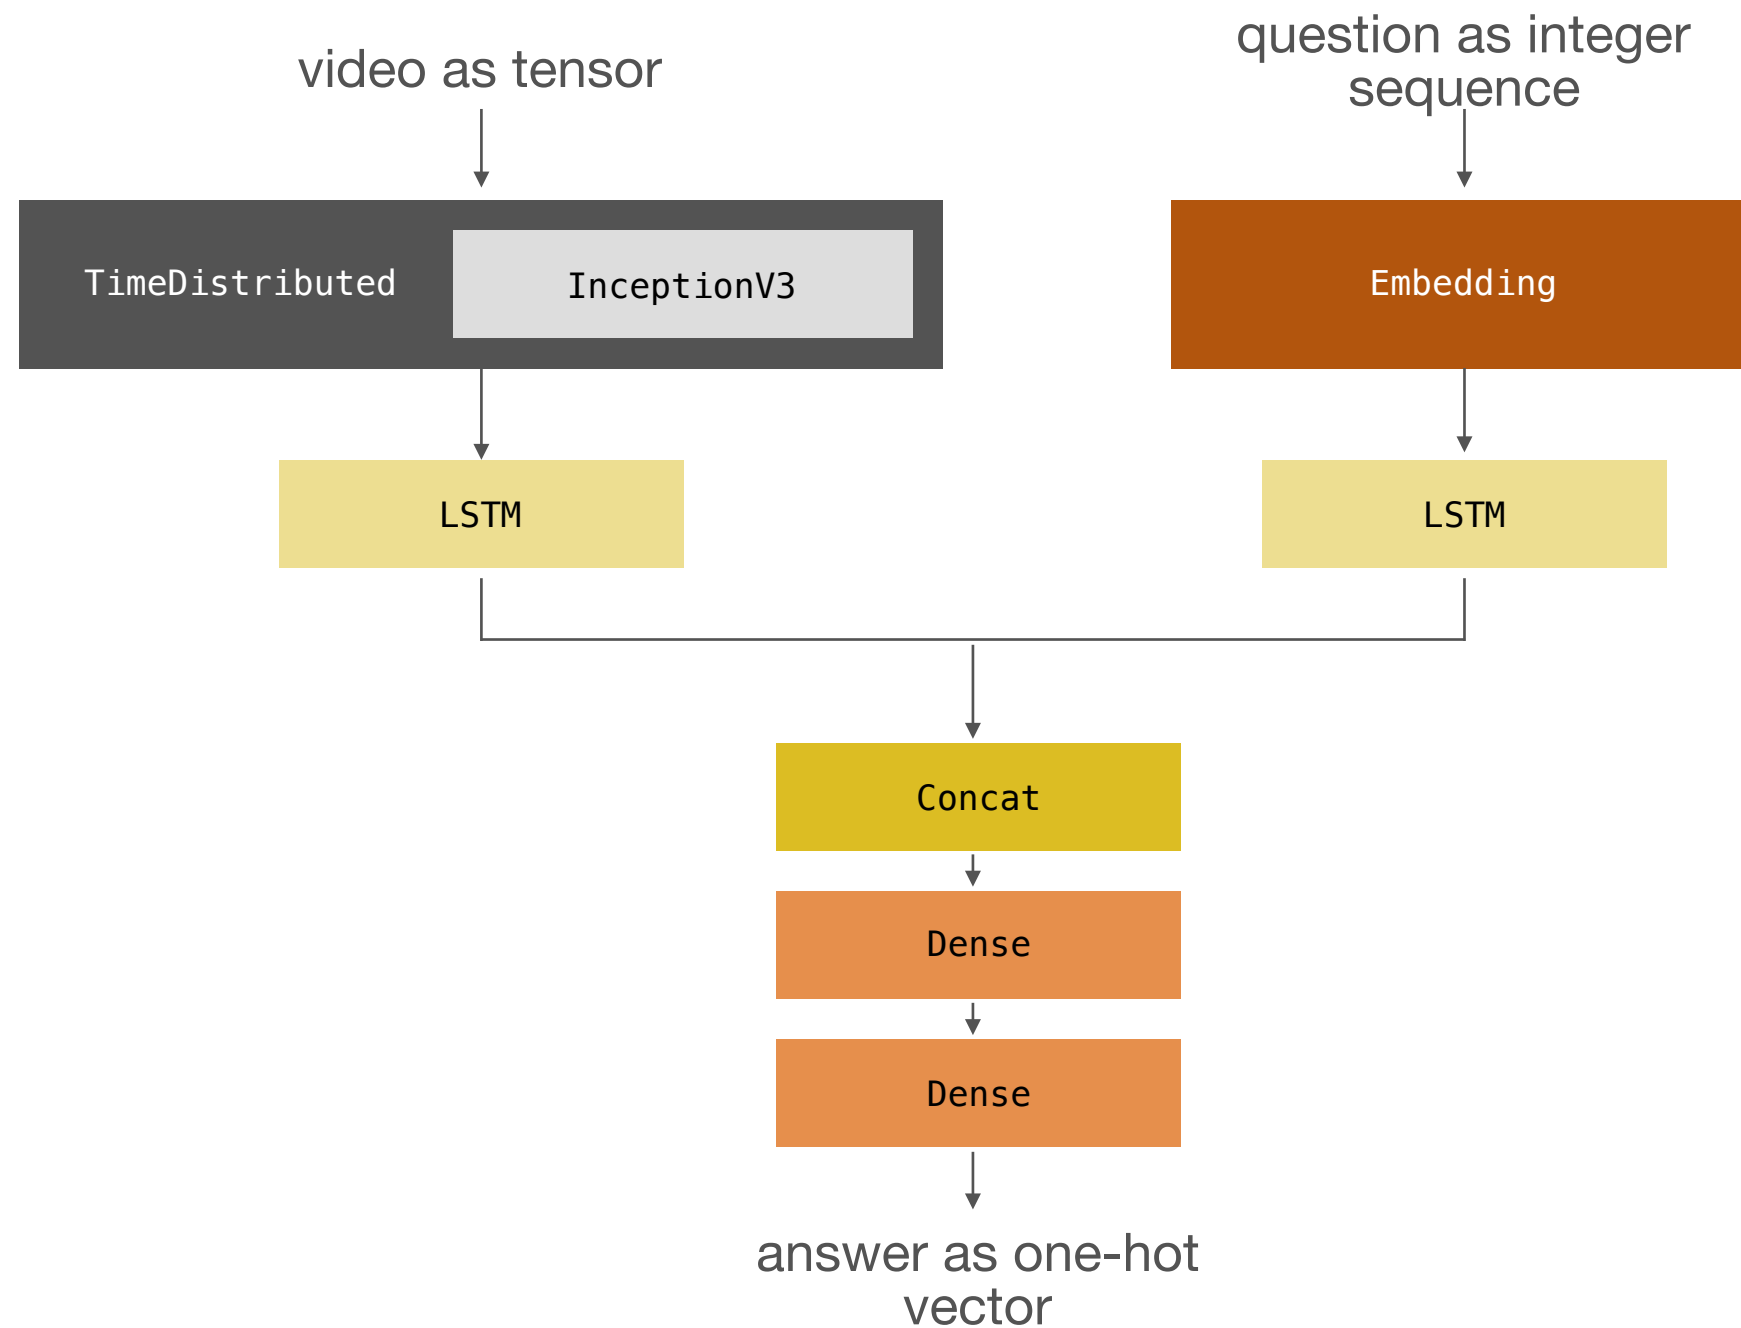 video as tensor
question as integer
sequence
TimeDistributed
InceptionV3
Embedding
LSTM
LSTM
Concat
Dense
Dense
answer as one-hot
vector